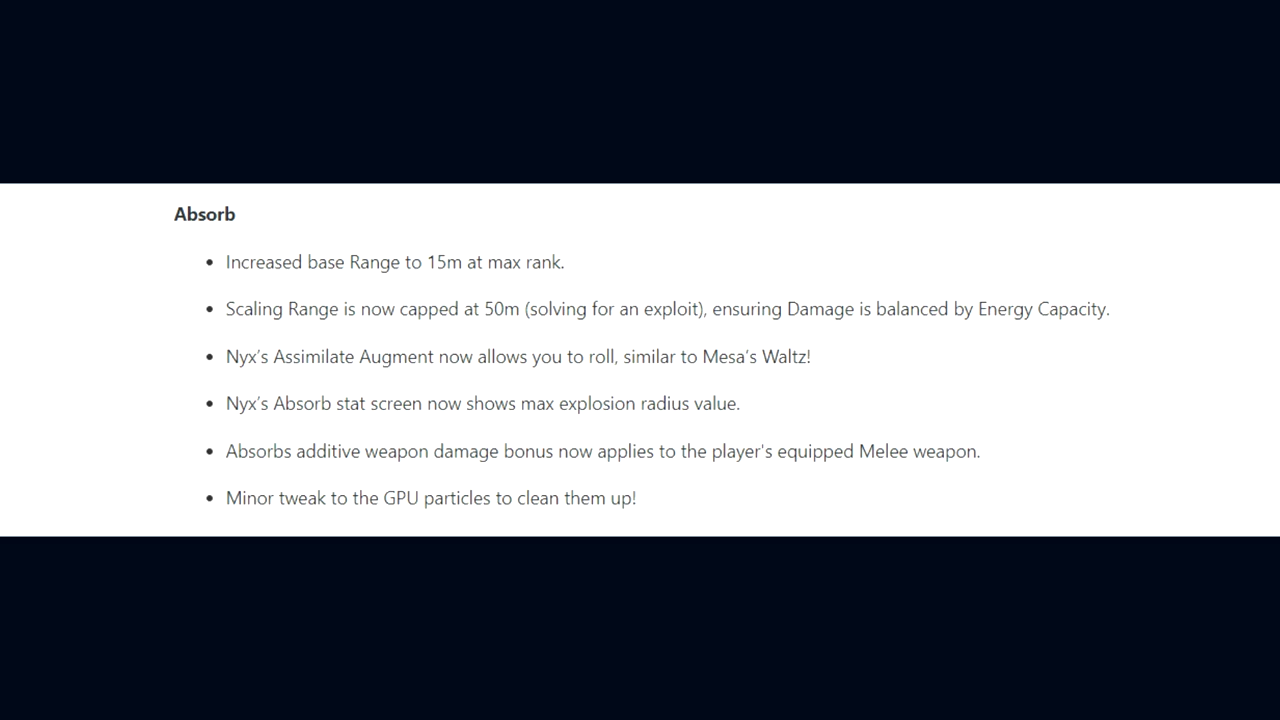 Absorb
• Increased base Range to 15m at max rank.
• Scaling Range is now capped at 50m (solving for an exploit), ensuring Damage is balanced by Energy Capacity.
• Nyx’s Assimilate Augment now allows you to roll, similar to Mesa’s Waltz!
• Nyx’s Absorb stat screen now shows max explosion radius value.
• Absorbs additive weapon damage bonus now applies to the player's equipped Melee weapon.
• Minor tweak to the GPU particles to clean them up!